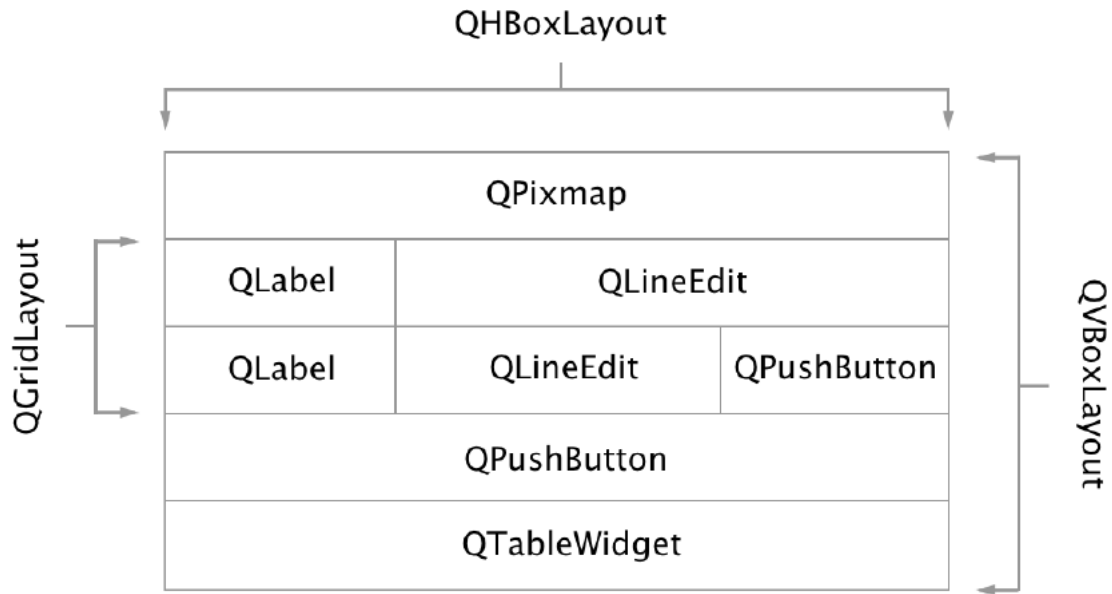 QHBoxLayout
QPixmap
QGridLayout
QLabel
QLineEdit
QVBoxLayout
QLabel
QLineEdit
QPushButton
QPushButton
QTableWidget